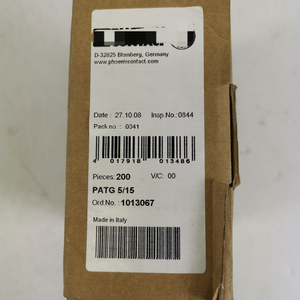 D-32825 Blomberg, Germany
www.phoenixcontact.com
Date : 27.10.08 Insp.No.:0844
Pack no. : 0041
4 017918 013486
Pieces: 200 V/C: 00
PATG 5/15
Ord.No.: 1013067
Made in Italy